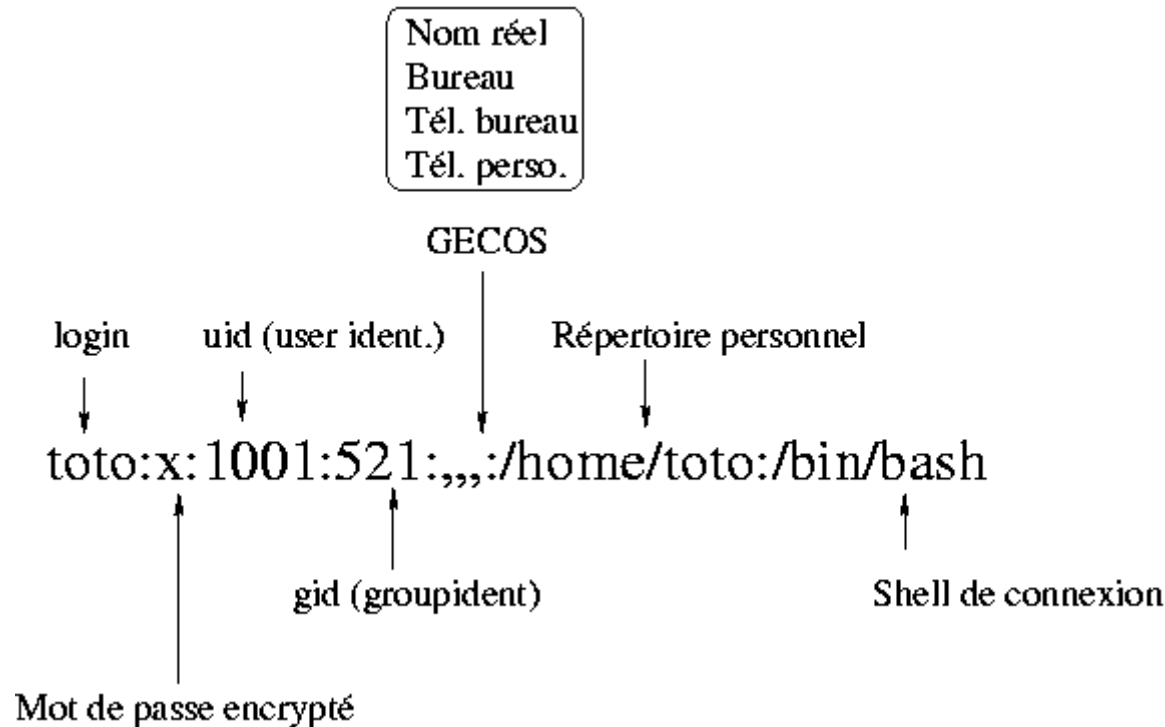 Nom réel
Bureau
Tél. bureau
Tél. perso.
GECOS
login uid (user ident.) Répertoire personnel
toto:x:1001:521:,,,:/home/toto:/bin/bash
gid (groupident) Shell de connexion
Mot de passe encrypté